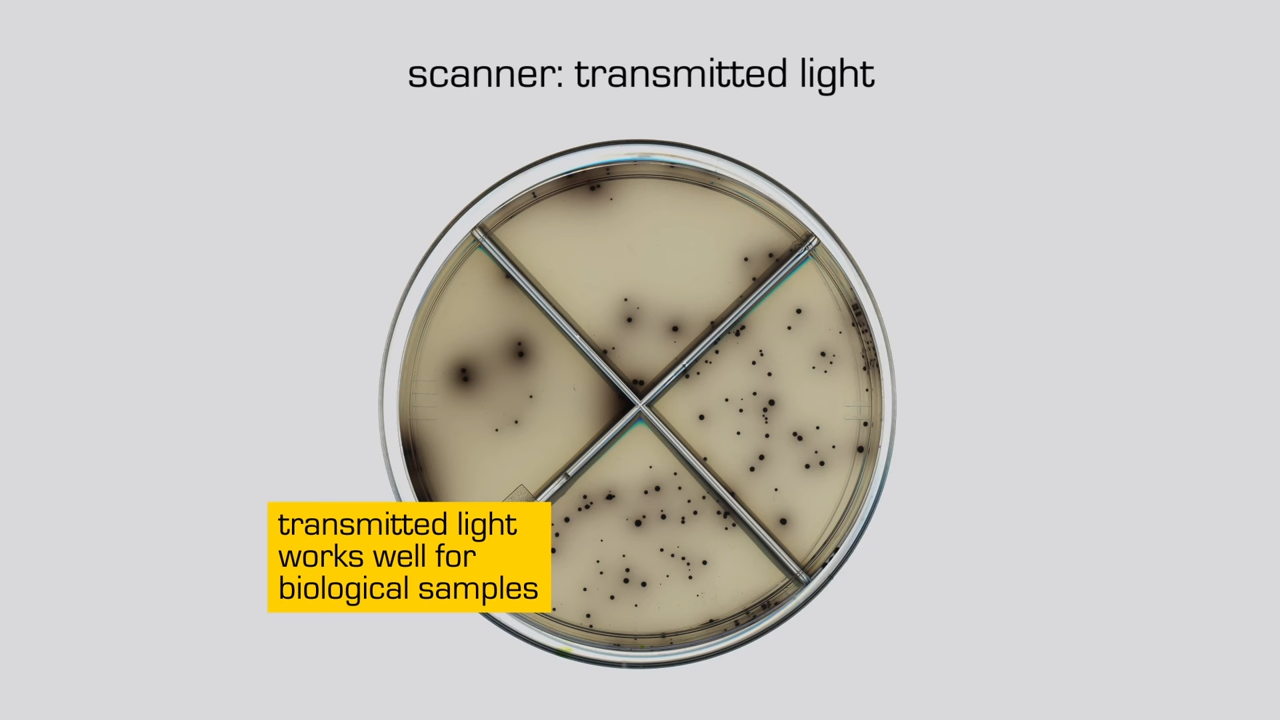 scanner: transmitted light
transmitted light
works well for
biological samples